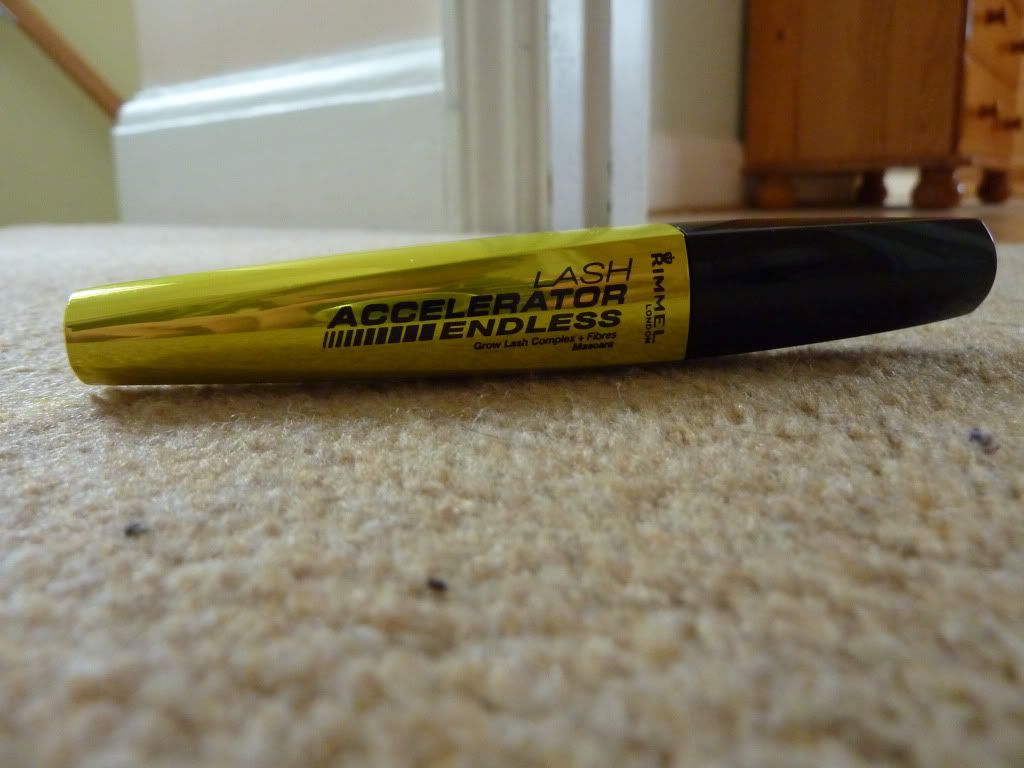 LASH
ACCELERATOR
ENDLESS
Grow Lash Complex + Fibres
Mascara
RIMMEL
LONDON